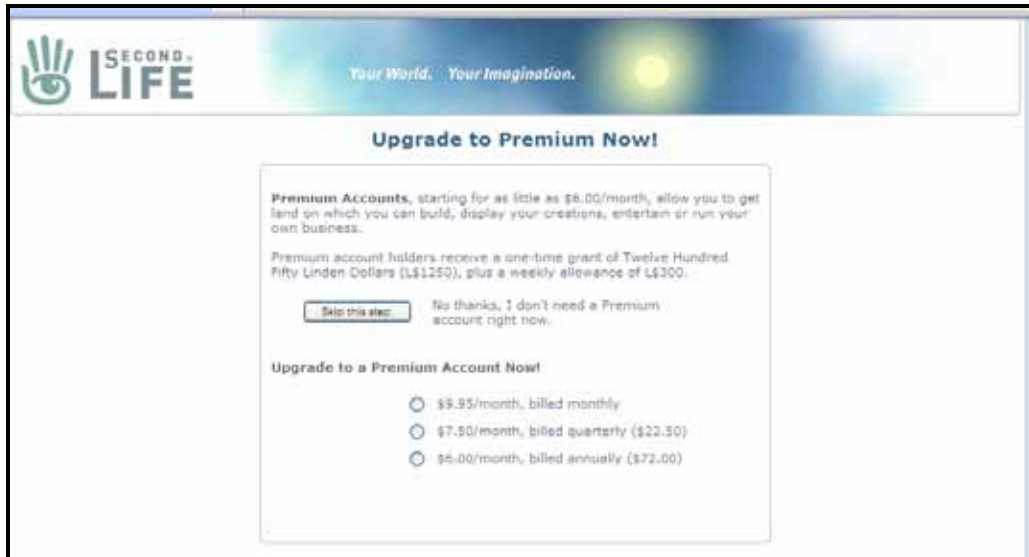 SECOND
LIFE
Your World. Your Imagination.
Upgrade to Premium Now!
Premium Accounts, starting for as little as $6.00/month, allow you to get
land on which you can build, display your creations, entertain or run your
own business.
Premium account holders receive a one-time grant of Twelve Hundred
Fifty Linden Dollars (L$1250), plus a weekly allowance of L$300.
Skip this step
No thanks, I don't need a Premium
account right now.
Upgrade to a Premium Account Now!
$9.95/month, billed monthly
$7.50/month, billed quarterly ($22.50)
$6.00/month, billed annually ($72.00)